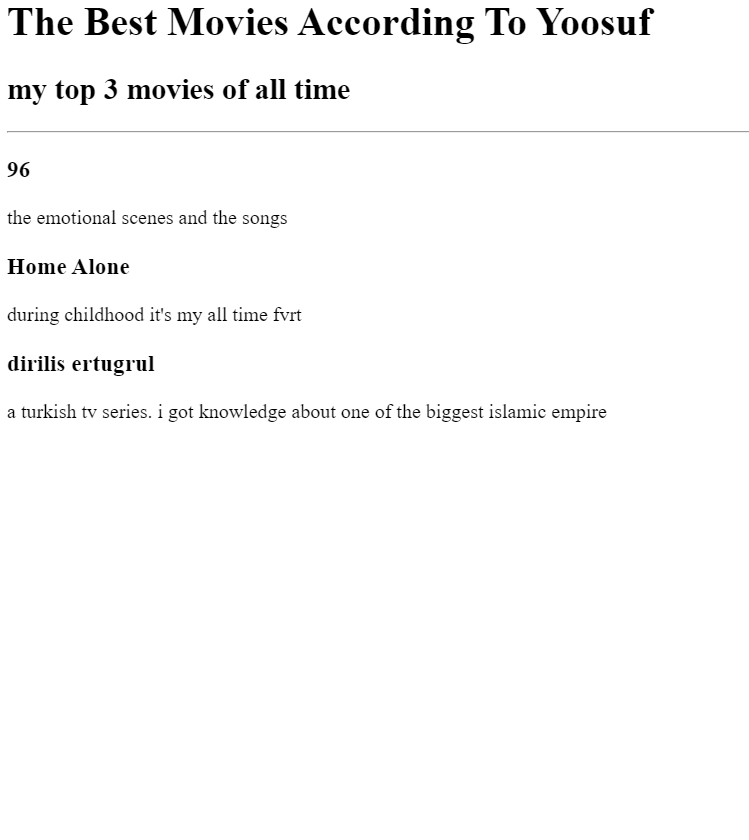 The Best Movies According To Yoosuf
my top 3 movies of all time
96
the emotional scenes and the songs
Home Alone
during childhood it's my all time fvrt
dirilis ertugrul
a turkish tv series. i got knowledge about one of the biggest islamic empire